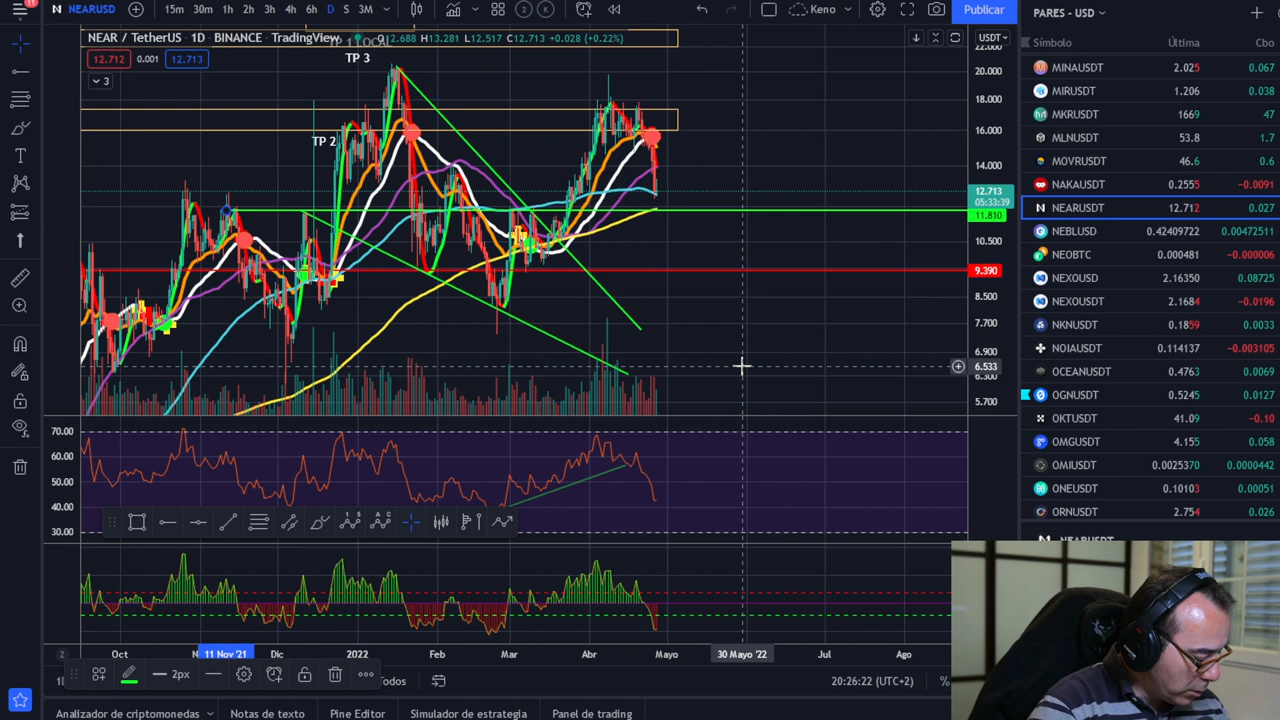 11
NEARUSD
15m 30m 1h 2h 3h 4h 6h D S 3M
2 K
Keno
Publicar
PARES - USD
NEAR / TetherUS · 1D · BINANCE · TradingView
O12.688 H13.281 L12.517 C12.713 +0.028 (+0.22%)
TP 1 LOCAL
12.712 0.001 12.713
3
TP 3
TP 2
USDT
22.000
20.000
18.000
16.000
14.000
12.713
05:33:39
11.810
10.500
9.390
8.500
7.700
6.900
6.533
6.300
5.700
70.00
60.00
50.00
40.00
30.00
Oct
11 Nov '21
Dic
2022
Feb
Mar
Abr
Mayo
30 Mayo '22
Jul
Ago
Z
2px
Todos
20:26:22 (UTC+2)
%
Analizador de criptomonedas
Notas de texto
Pine Editor
Simulador de estrategia
Panel de trading
Símbolo Última Cbo
MINAUSDT 2.025 0.067
MIRUSDT 1.206 0.038
MKRUSDT 1669 47
MLNUSDT 53.8 1.7
MOVRUSDT 46.6 0.6
NAKAUSDT 0.2555 -0.0091
NEARUSDT 12.712 0.027
NEBLUSD 0.42409722 0.00472511
NEOBTC 0.000481 -0.000006
NEXOUSD 2.16350 0.08725
NEXOUSDT 2.1684 -0.0196
NKNUSDT 0.1859 0.0033
NOIAUSDT 0.114137 -0.003105
OCEANUSDT 0.4763 0.0069
OGNUSDT 0.5245 0.0127
OKTUSDT 41.09 -0.10
OMGUSDT 4.155 0.058
OMIUSDT 0.0025370 0.0000442
ONEUSDT 0.10103 0.00051
ORNUSDT 2.754 0.026